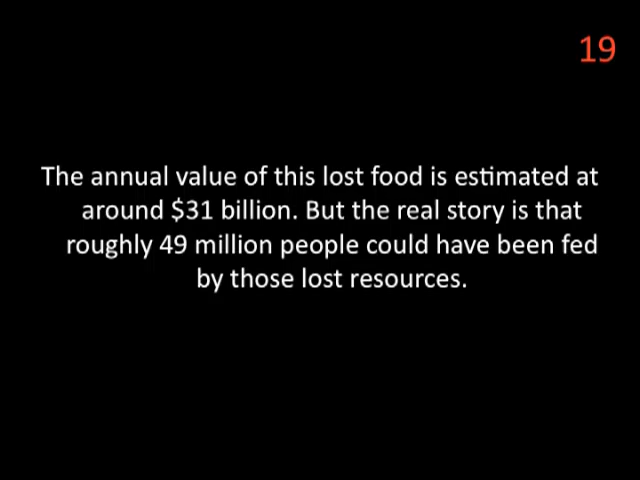 19
The annual value of this lost food is estimated at
around $31 billion. But the real story is that
roughly 49 million people could have been fed
by those lost resources.